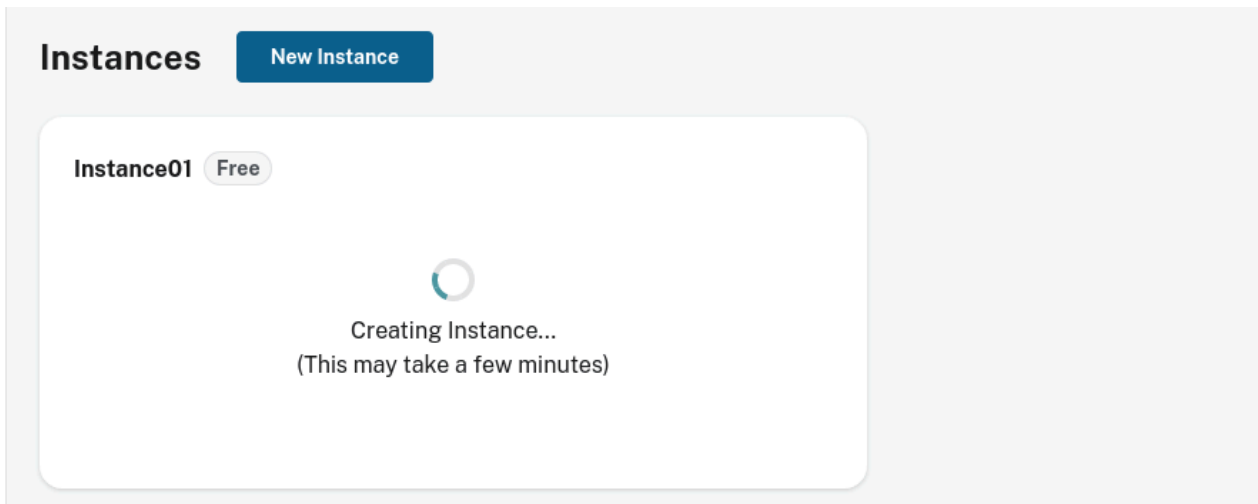 Instances
New Instance
Instance01 Free
Creating Instance...
(This may take a few minutes)